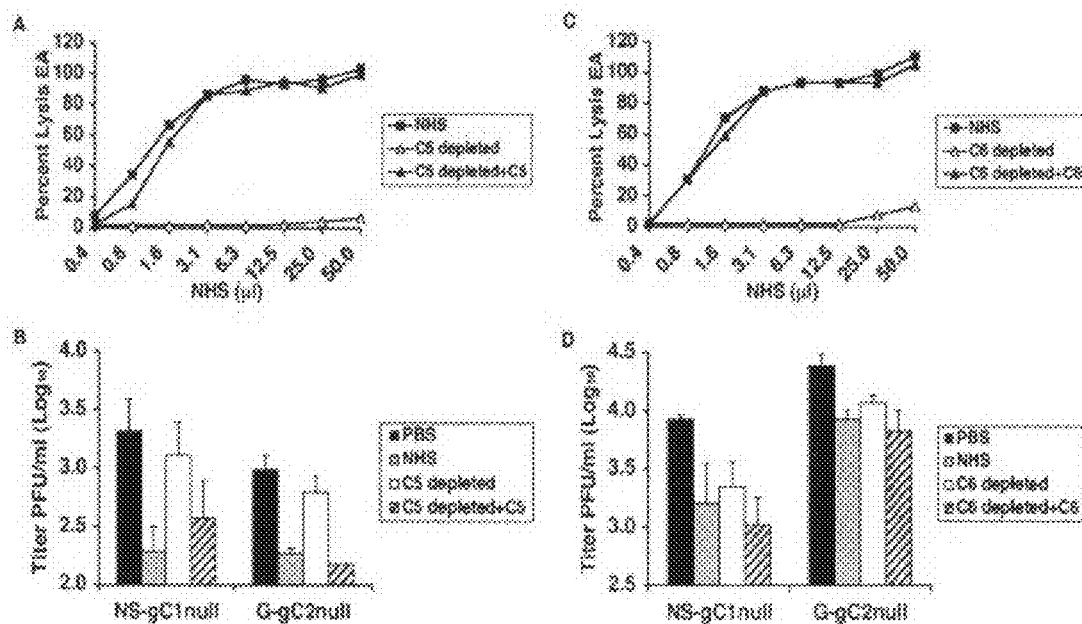 A
Percent Lysis EA
120
100
80
60
40
20
0
0.4
0.8
1.6
3.1
6.3
12.5
25.0
50.0
NHS (µl)
NHS
C5 depleted
C5 depleted+C5
C
Percent Lysis EA
120
100
80
60
40
20
0
0.4
0.8
1.6
3.1
6.3
12.5
25.0
50.0
NHS (µl)
NHS
C6 depleted
C6 depleted+C6
B
Titer PFU/ml (Log₁₀)
4.0
3.5
3.0
2.5
2.0
NS-gC1null
G-gC2null
PBS
NHS
C5 depleted
C5 depleted+C5
D
Titer PFU/ml (Log₁₀)
4.5
4.0
3.5
3.0
2.5
NS-gC1null
G-gC2null
PBS
NHS
C6 depleted
C6 depleted+C6